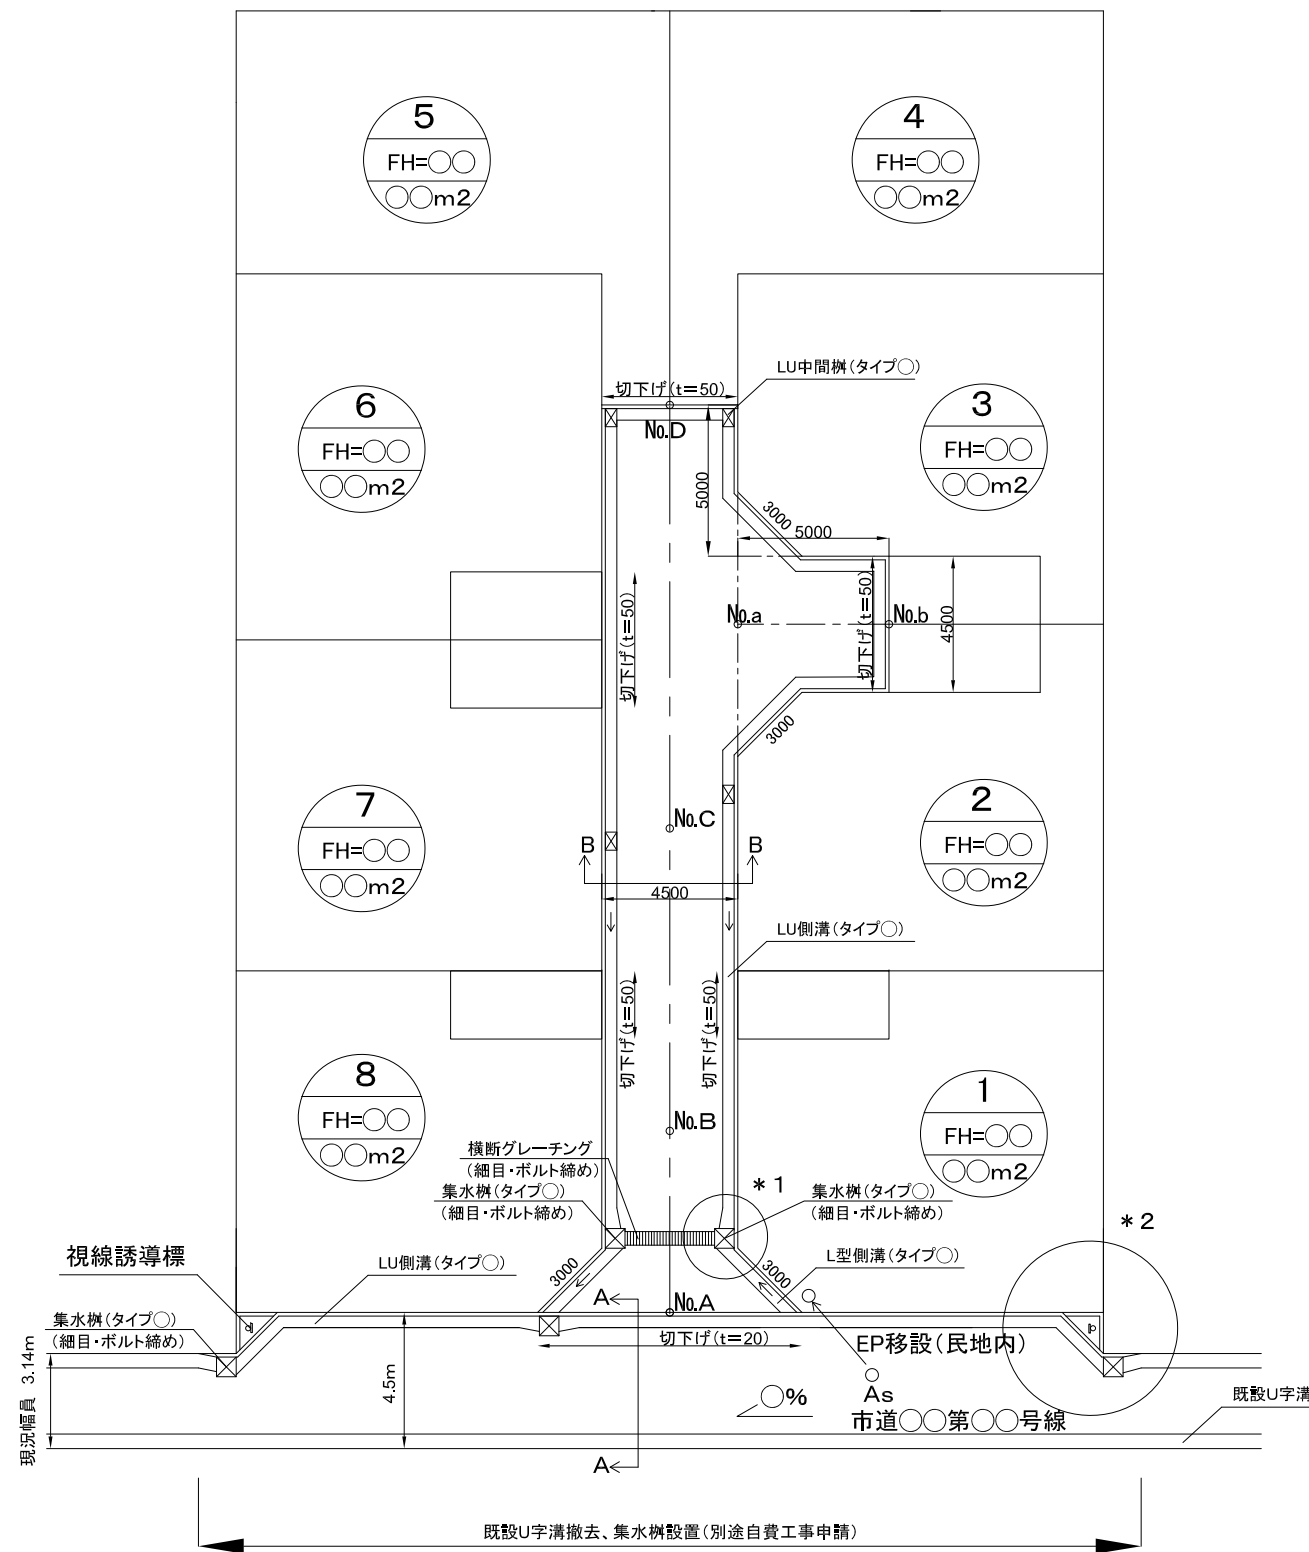 5
FH=○○
○○m2
4
FH=○○
○○m2
LU中間桝(タイプ○)
切下げ(t=50)
No.D
6
FH=○○
○○m2
3
FH=○○
○○m2
5000
3000
5000
切下げ(t=50)
No.a
切下げ(t=50)
No.b
4500
3000
7
FH=○○
○○m2
No.C
2
FH=○○
○○m2
B
B
4500
LU側溝(タイプ○)
切下げ(t=50)
切下げ(t=50)
8
FH=○○
○○m2
1
FH=○○
○○m2
No.B
横断グレーチング
(細目・ボルト締め)
集水桝(タイプ○)
(細目・ボルト締め)
*1
集水桝(タイプ○)
(細目・ボルト締め)
*2
視線誘導標
LU側溝(タイプ○)
3000
3000
L型側溝(タイプ○)
A
No.A
集水桝(タイプ○)
(細目・ボルト締め)
切下げ(t=20)
EP移設(民地内)
現況幅員 3.14m
4.5m
○%
As
市道○○第○○号線
既設U字溝
A
既設U字溝撤去、集水桝設置(別途自費工事申請)